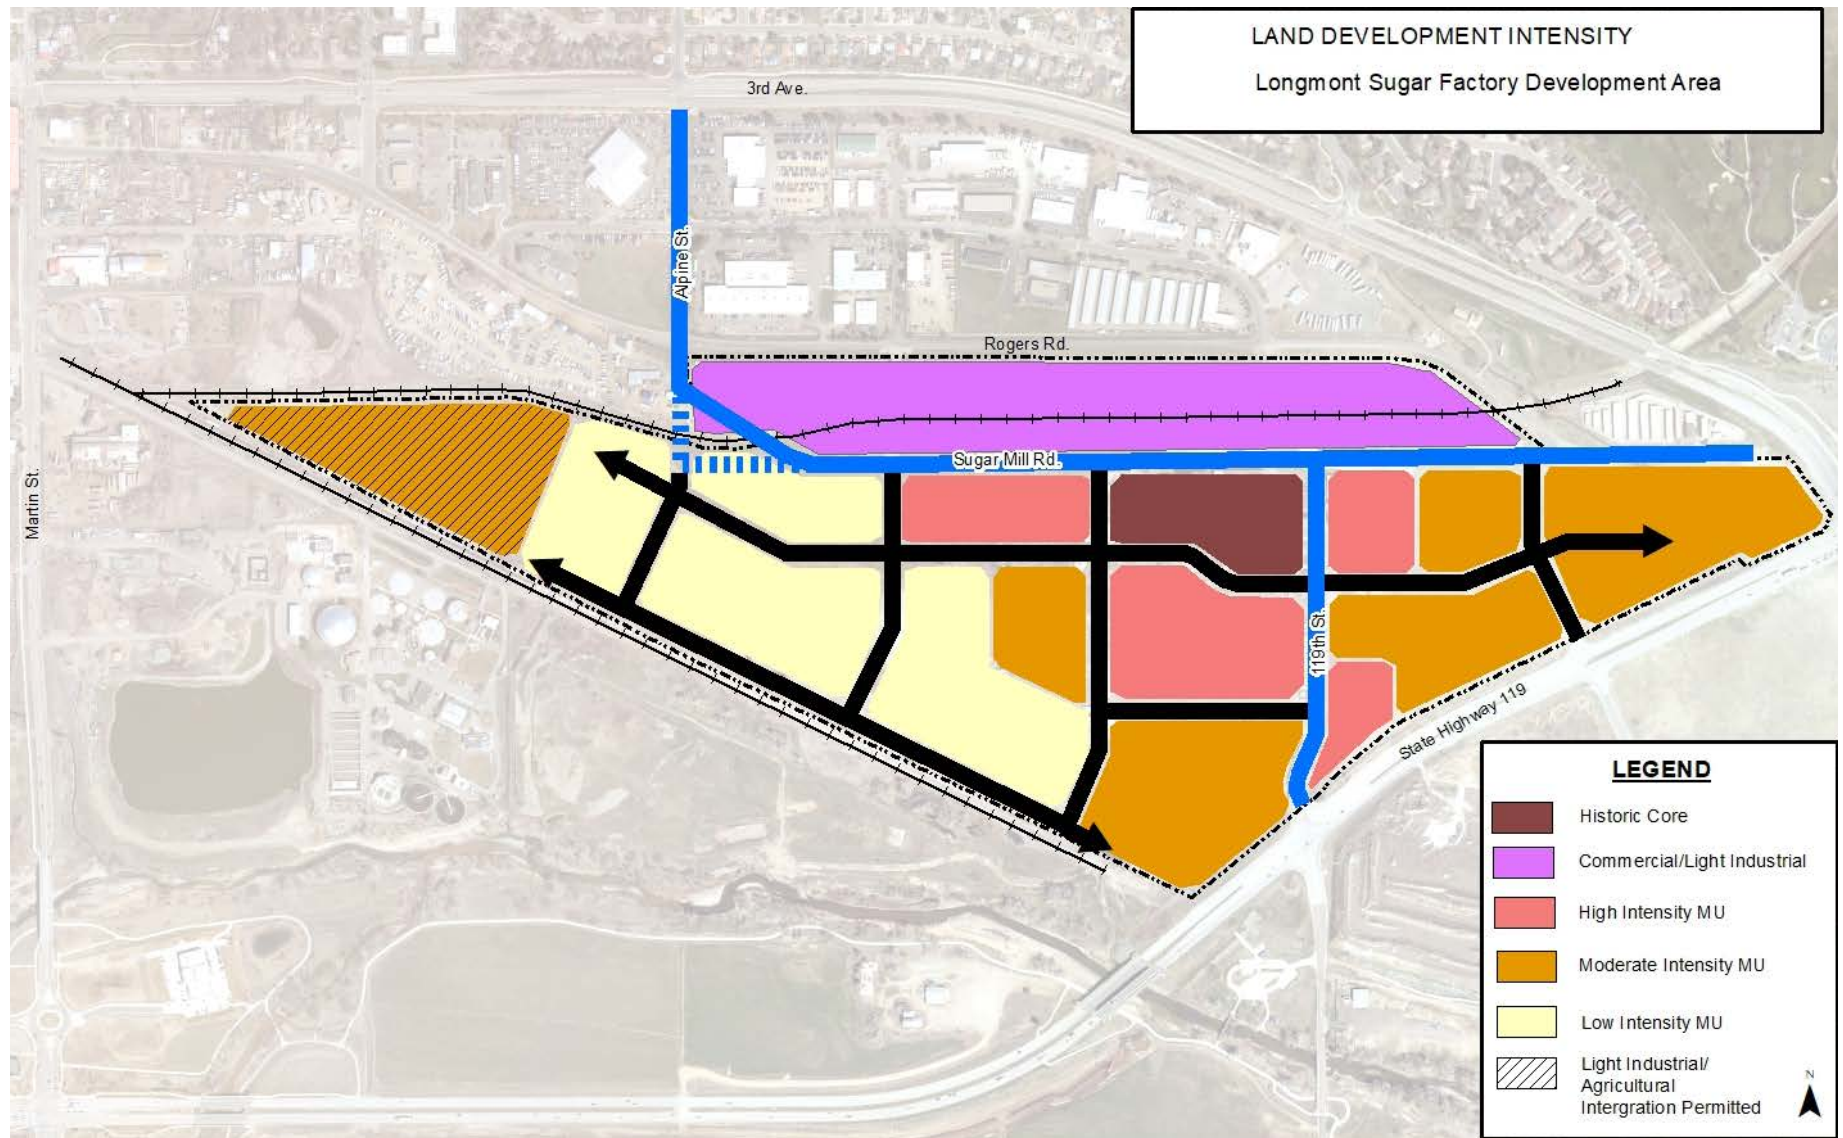 LAND DEVELOPMENT INTENSITY
Longmont Sugar Factory Development Area
3rd Ave.
Alpine St.
Rogers Rd.
Sugar Mill Rd.
Martin St.
119th St.
State Highway 119
LEGEND
Historic Core
Commercial/Light Industrial
High Intensity MU
Moderate Intensity MU
Low Intensity MU
Light Industrial/
Agricultural
Intergration Permitted
N